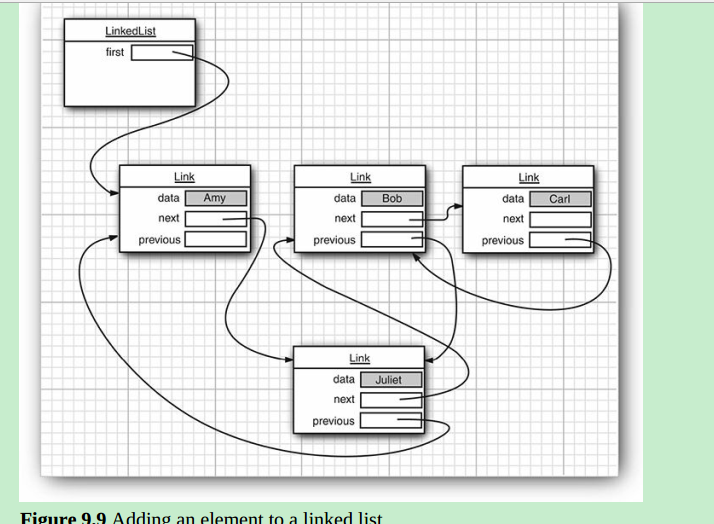 LinkedList
first
Link
data Amy
next
previous
Link
data Bob
next
previous
Link
data Carl
next
previous
Link
data Juliet
next
previous
Figure 9.9 Adding an element to a linked list